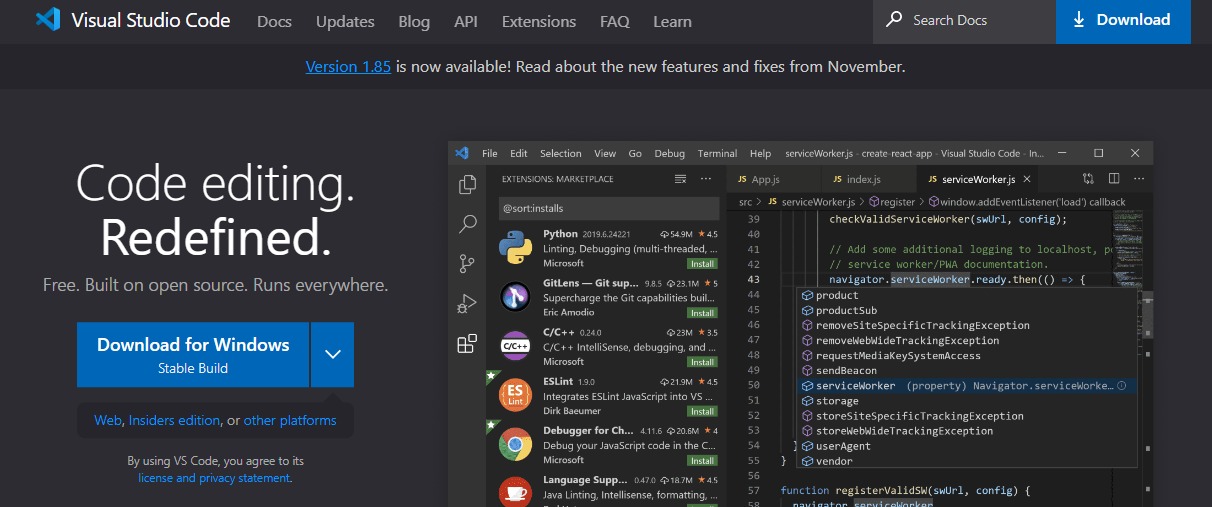 Visual Studio Code Docs Updates Blog API Extensions FAQ Learn Search Docs Download
Version 1.85 is now available! Read about the new features and fixes from November.
Code editing.
Redefined.
Free. Built on open source. Runs everywhere.
Download for Windows
Stable Build
Web, Insiders edition, or other platforms
By using VS Code, you agree to its
license and privacy statement.
File Edit Selection View Go Debug Terminal Help serviceWorker.js - create-react-app - Visual Studio Code - In...
EXTENSIONS: MARKETPLACE
@sort:installs
Python 2019.6.24221 54.9M 4.5
Linting, Debugging (multi-threaded, ...
Microsoft Install
GitLens — Git sup... 9.8.5 23.1M 5
Supercharge the Git capabilities buil...
Eric Amodio Install
C/C++ 0.24.0 23M 3.5
C/C++ IntelliSense, debugging, and ...
Microsoft Install
ESLint 1.9.0 21.9M 4.5
Integrates ESLint JavaScript into VS ...
Dirk Baeumer Install
Debugger for Ch... 4.11.6 20.6M 4
Debug your JavaScript code in the C...
Microsoft Install
Language Supp... 0.47.0 18.7M 4.5
Java Linting, Intellisense, formatting, ...
Install
C/C++
ES
Lint
JS App.js JS index.js JS serviceWorker.js
src > JS serviceWorker.js > register > window.addEventListener('load') callback
39 checkValidServiceWorker(swUrl, config);
40
41 // Add some additional logging to localhost, p
42 // service worker/PWA documentation.
43 navigator.serviceWorker.ready.then(() => {
44 product
45 productSub
46 removeSiteSpecificTrackingException
47 removeWebWideTrackingException
48 requestMediaKeySystemAccess
49 sendBeacon
50 serviceWorker (property) Navigator.serviceWorke...
51 storage
52 storeSiteSpecificTrackingException
53 storeWebWideTrackingException
54 } userAgent
55 } vendor
56
57 function registerValidSW(swUrl, config) {
58 navigator.serviceWorker